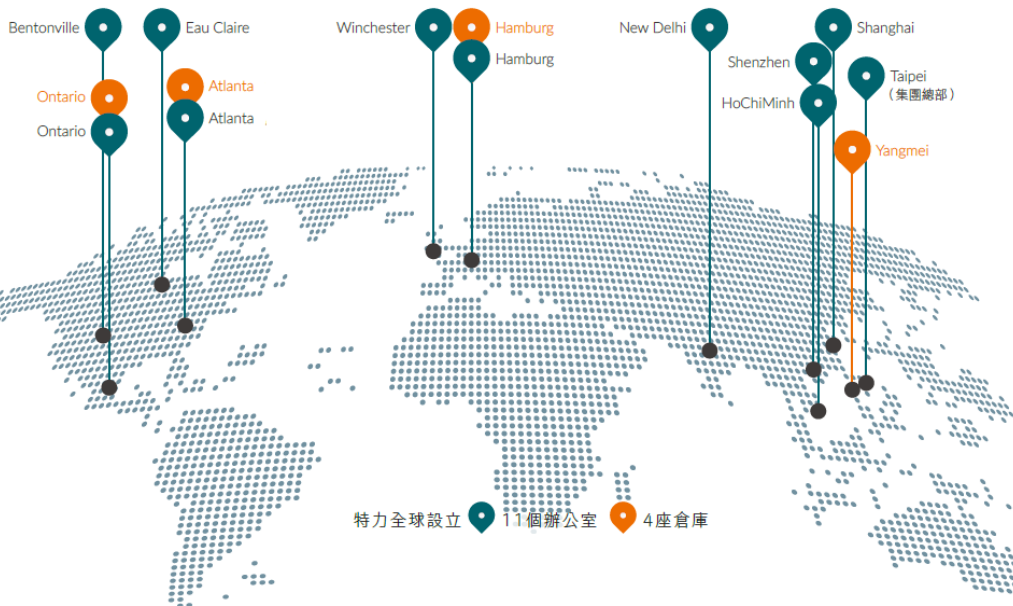 Bentonville
Eau Claire
Winchester
Hamburg
Hamburg
New Delhi
Shanghai
Shenzhen
Taipei
（集團總部）
HoChiMinh
Ontario
Ontario
Atlanta
Atlanta
Yangmei
特力全球設立 11個辦公室 4座倉庫